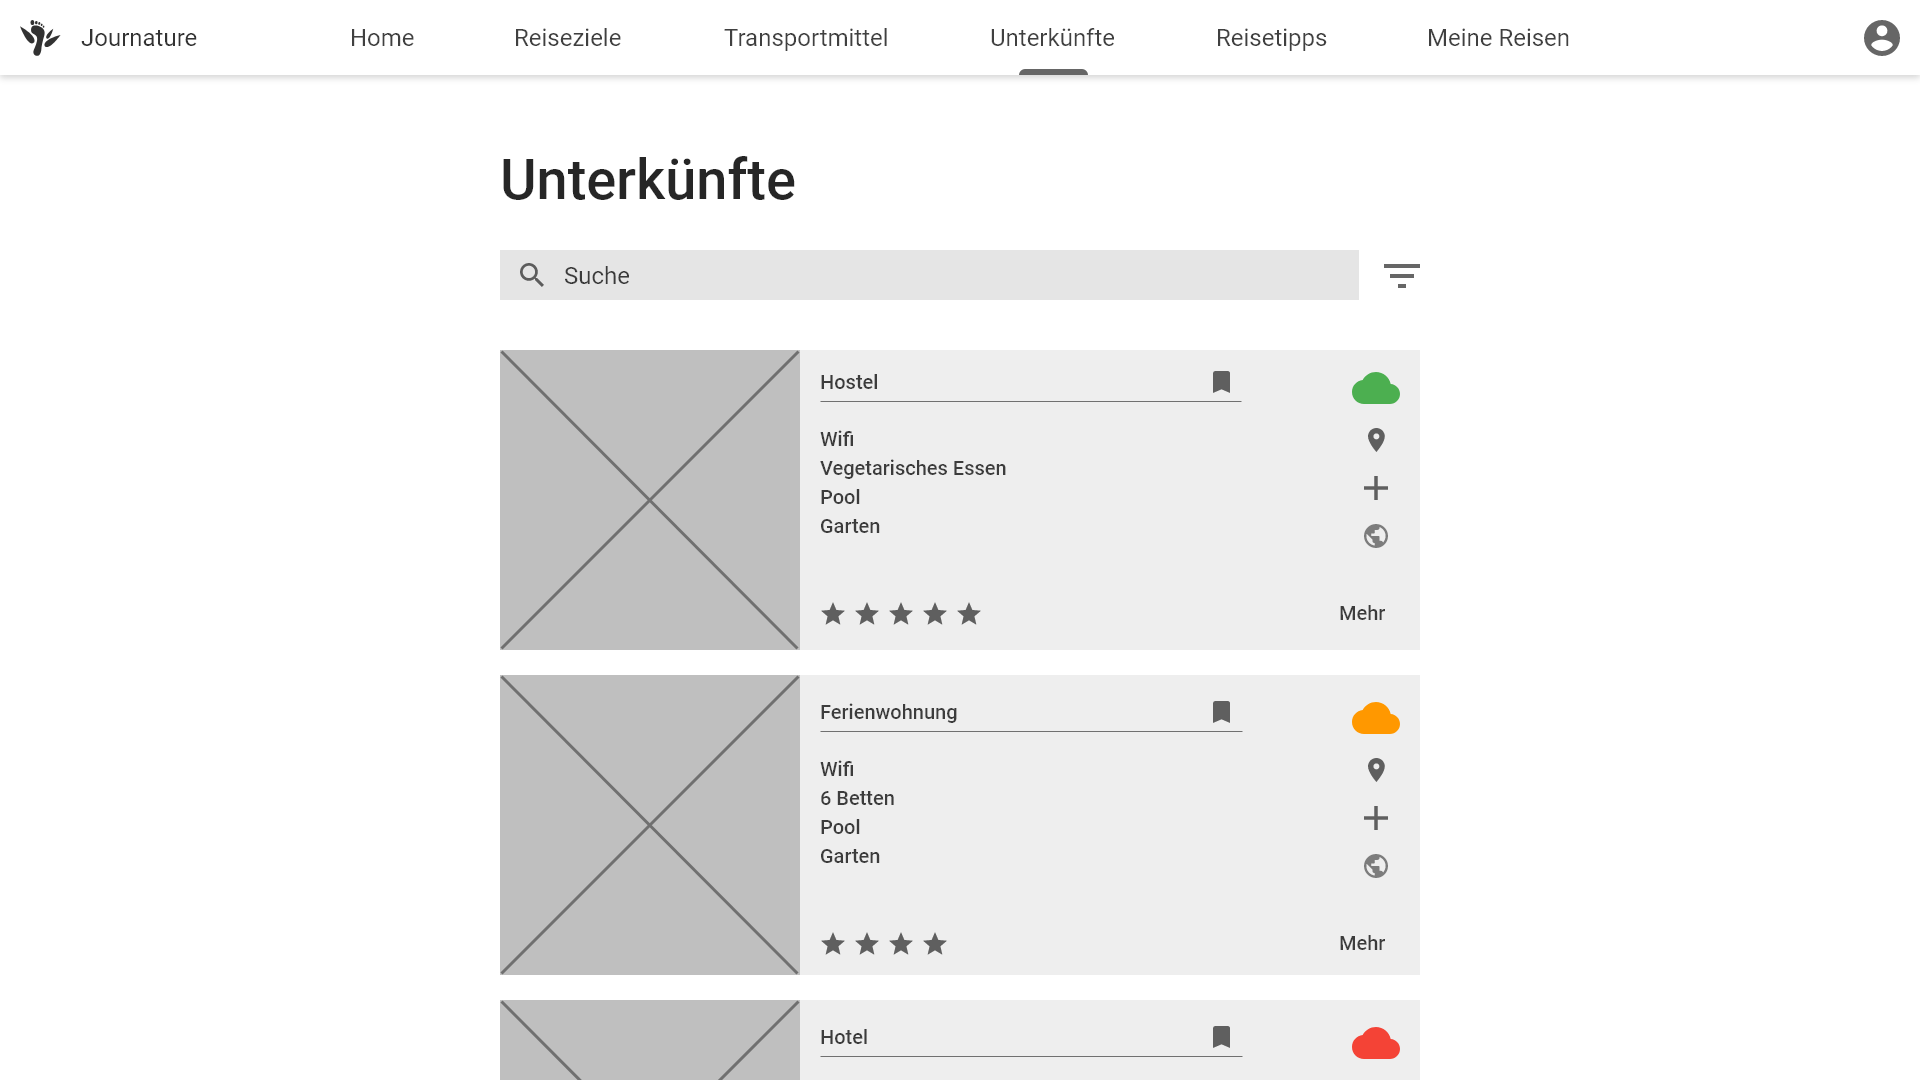 Journature
Home
Reiseziele
Transportmittel
Unterkünfte
Reisetipps
Meine Reisen
Unterkünfte
Suche
Hostel
Wifi
Vegetarisches Essen
Pool
Garten
Mehr
Ferienwohnung
Wifi
6 Betten
Pool
Garten
Mehr
Hotel